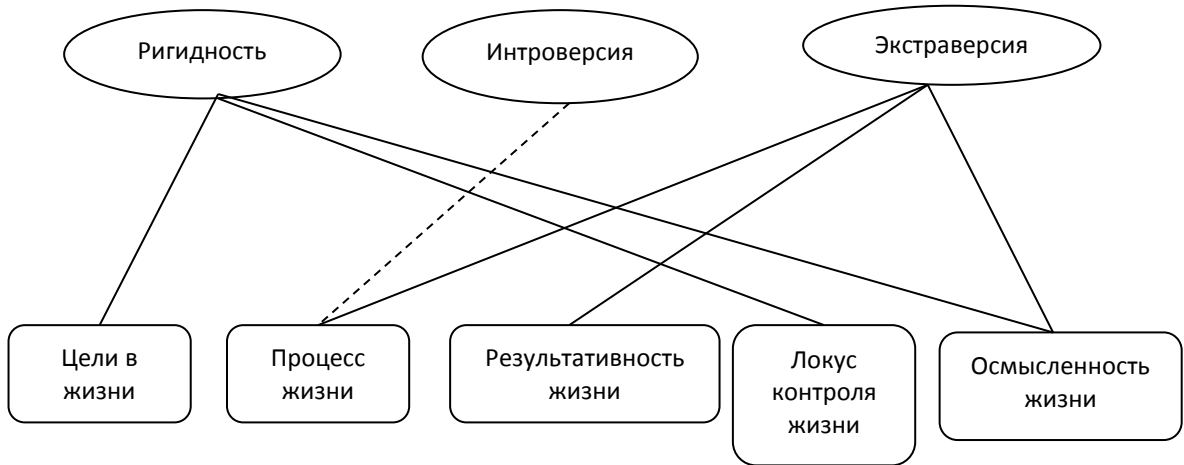 Ригидность
Интроверсия
Экстраверсия
Цели в
жизни
Процесс
жизни
Результативность
жизни
Локус
контроля
жизни
Осмысленность
жизни